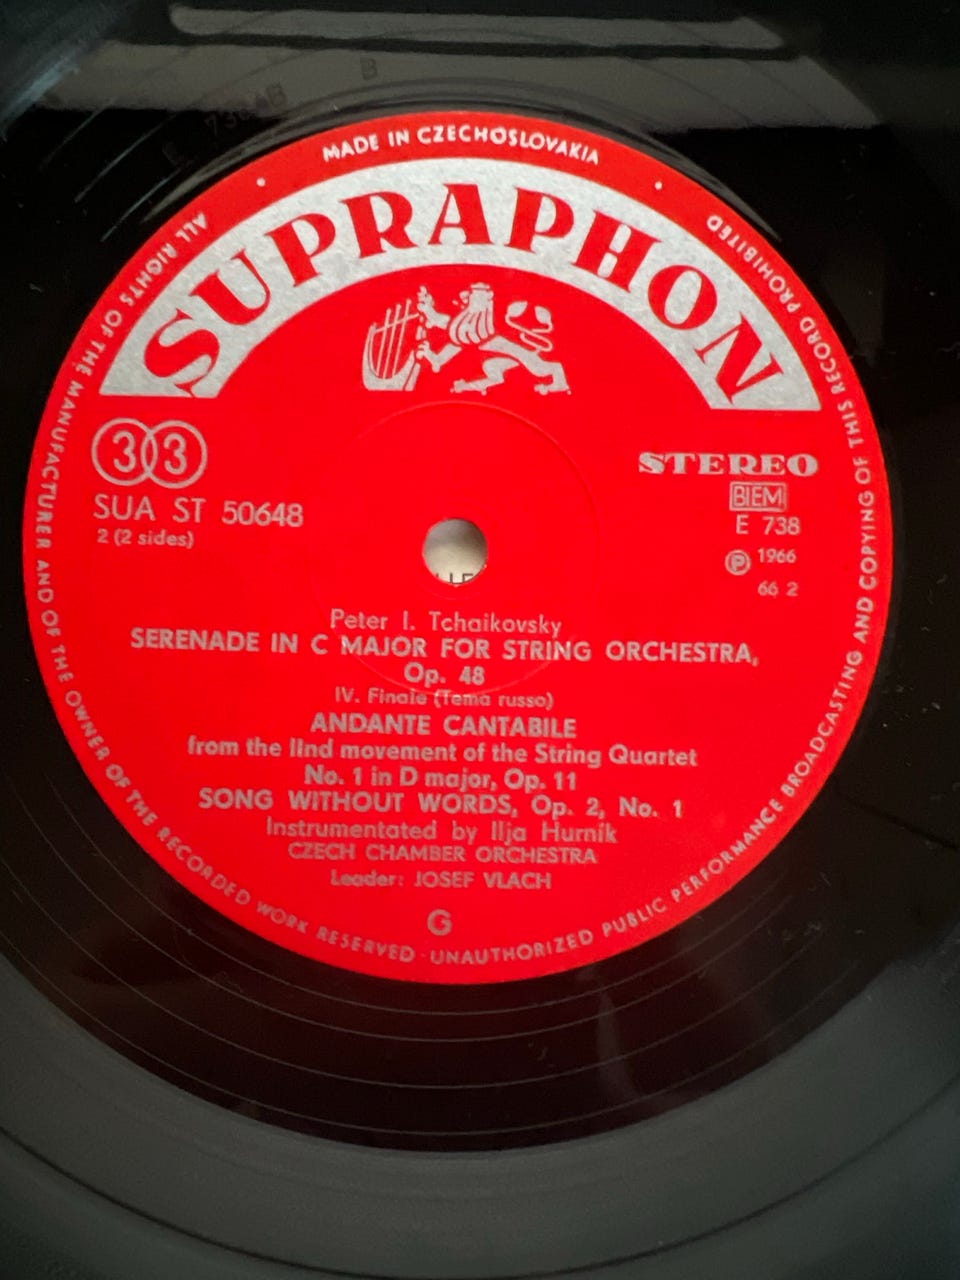 MADE IN CZECHOSLOVAKIA
ALL RIGHTS OF THE MANUFACTURER AND OF THE OWNER OF THE RECORDED WORK RESERVED · UNAUTHORIZED PUBLIC PERFORMANCE BROADCASTING AND COPYING OF THIS RECORD PROHIBITED
SUPRAPHON
33
SUA ST 50648
2 (2 sides)
STEREO
BIEM
E 738
℗ 1966
66 2
Peter I. Tchaikovsky
SERENADE IN C MAJOR FOR STRING ORCHESTRA,
Op. 48
IV. Finale (Tema russo)
ANDANTE CANTABILE
from the IInd movement of the String Quartet
No. 1 in D major, Op. 11
SONG WITHOUT WORDS, Op. 2, No. 1
Instrumentated by Ilja Hurník
CZECH CHAMBER ORCHESTRA
Leader: JOSEF VLACH
G